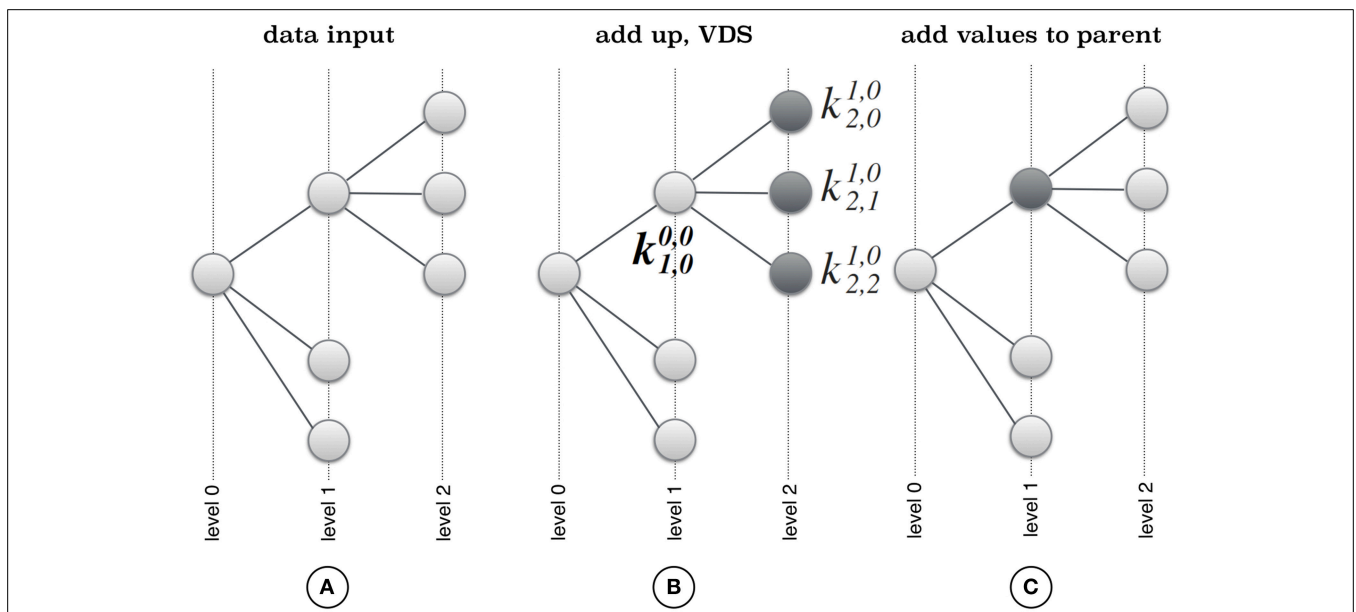 data input
add up, VDS
add values to parent
k^{1,0}_{2,0}
k^{1,0}_{2,1}
k^{0,0}_{1,0}
k^{1,0}_{2,2}
level 0
level 1
level 2
level 0
level 1
level 2
level 0
level 1
level 2
A
B
C